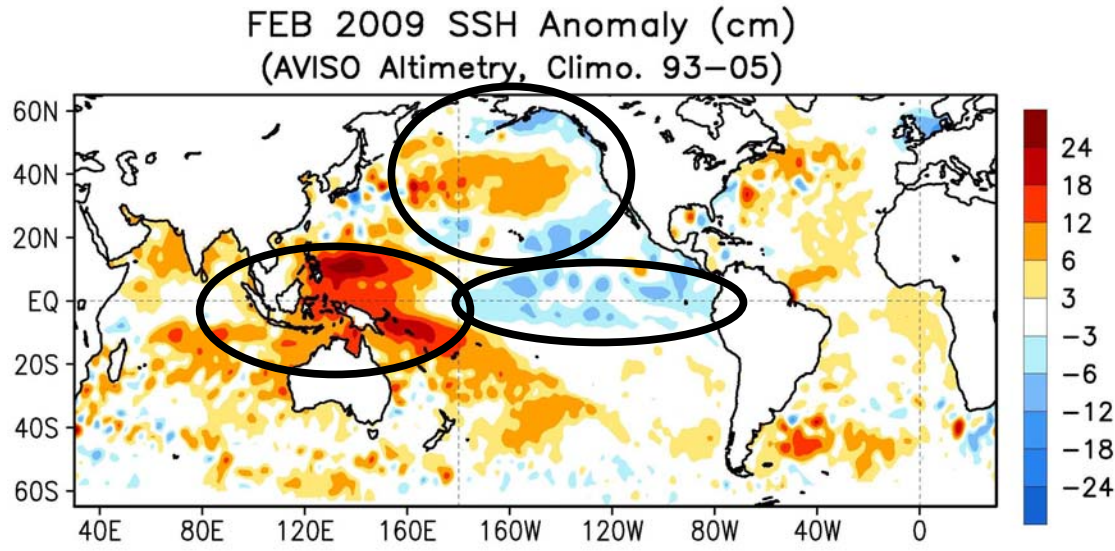 FEB 2009 SSH Anomaly (cm)
(AVISO Altimetry, Climo. 93−05)
60N
40N
20N
EQ
20S
40S
60S
40E 80E 120E 160E 160W 120W 80W 40W 0
24
18
12
6
3
−3
−6
−12
−18
−24